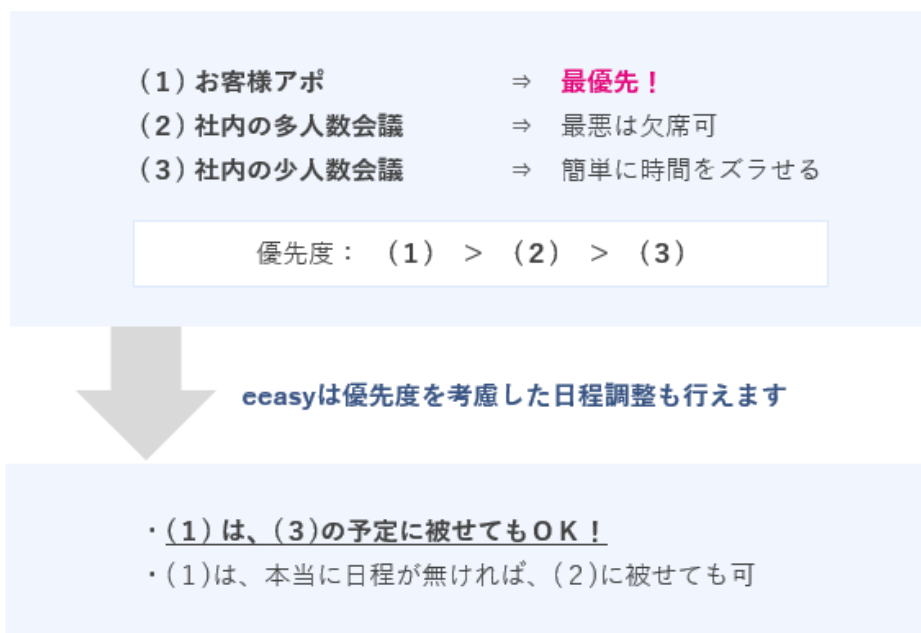 (1) お客様アポ ⇒ 最優先！
(2) 社内の多人数会議 ⇒ 最悪は欠席可
(3) 社内の少人数会議 ⇒ 簡単に時間をズラせる
優先度： (1) ＞ (2) ＞ (3)
eeasyは優先度を考慮した日程調整も行えます
・(1) は、(3)の予定に被せてもＯＫ！
・(1)は、本当に日程が無ければ、(2)に被せても可